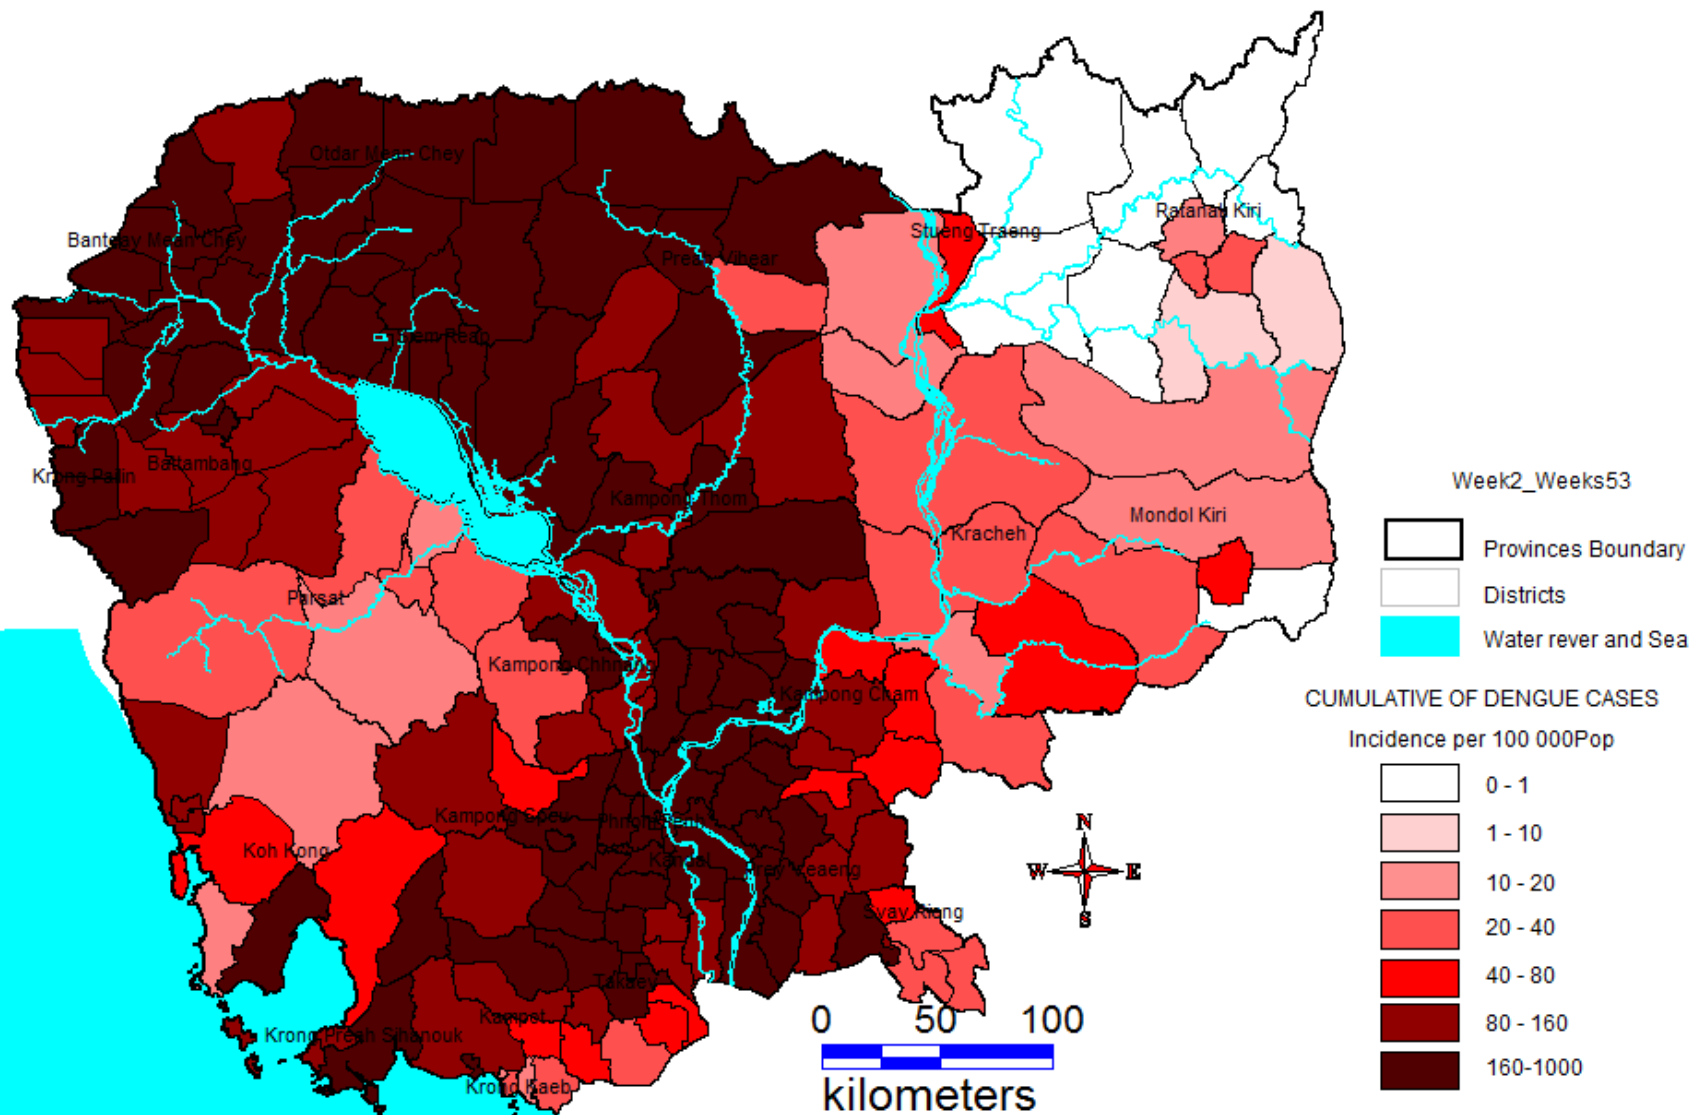 Otdar Mean Chey
Ratanak Kiri
Stueng Traeng
Banteay Mean Chey
Preah Vihear
Siem Reap
Battambang
Krong Pailin
Kampong Thom
Week2_Weeks53
Mondol Kiri
Kracheh
Provinces Boundary
Districts
Water rever and Sea
Parsat
Kampong Chhnang
Kampong Cham
CUMULATIVE OF DENGUE CASES
Incidence per 100 000Pop
0 - 1
1 - 10
10 - 20
20 - 40
40 - 80
80 - 160
160-1000
Kampong Speu
Phnom Penh
Koh Kong
Kandal
Prey Veaeng
N
W E
S
Svay Rieng
Takaev
Kampot
Krong Preah Sihanouk
Krong Kaeb
0 50 100
kilometers